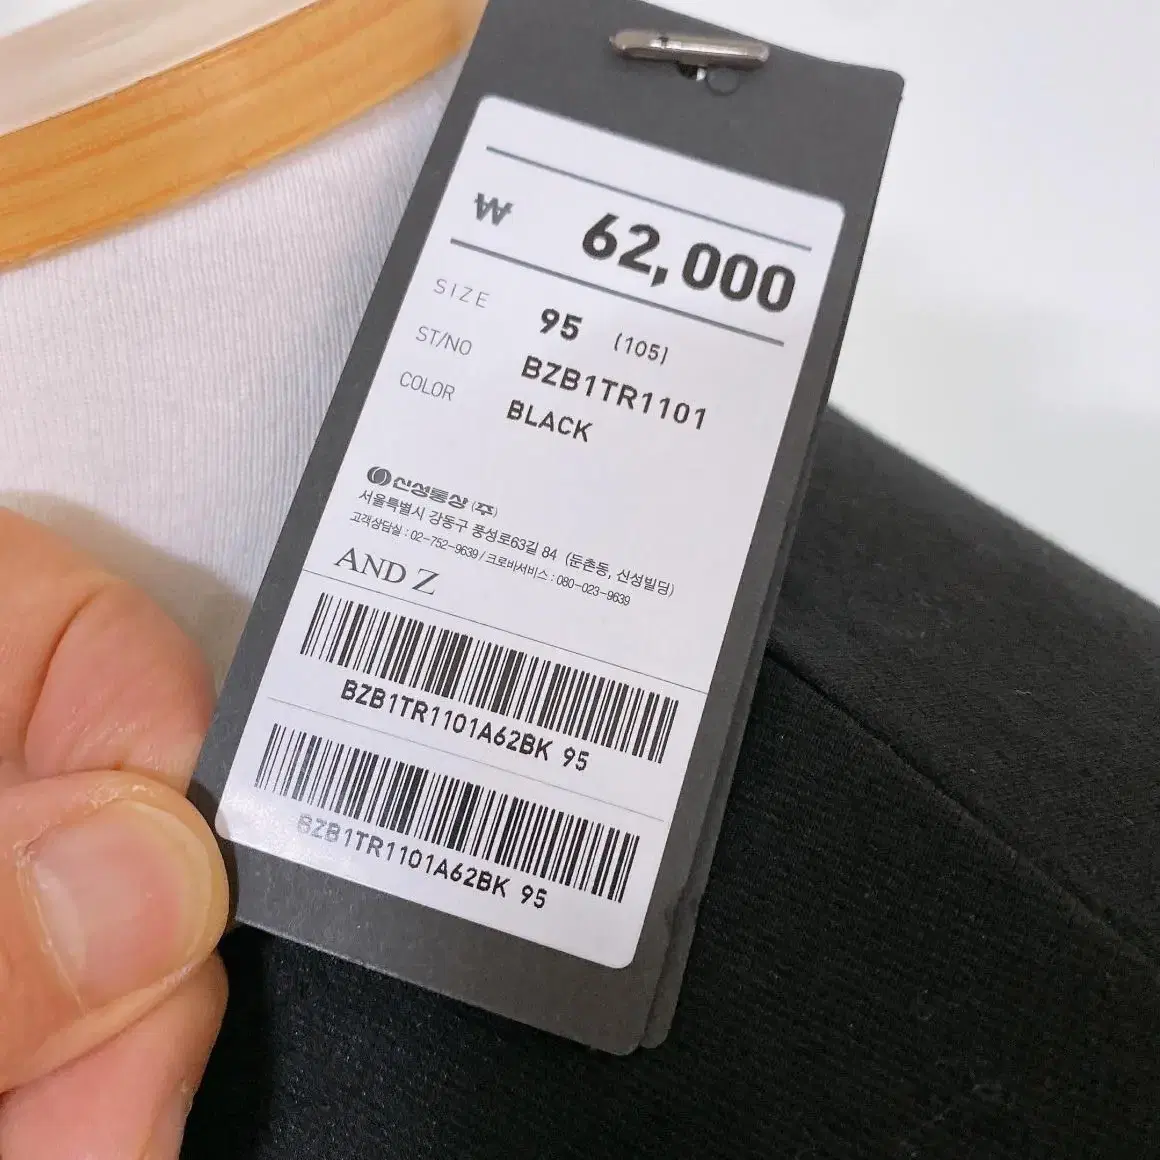 ₩ 62,000
SIZE 95 (105)
ST/NO BZB1TR1101
COLOR BLACK
신성통상 (주)
서울특별시 강동구 풍성로63길 84 (둔촌동, 신성빌딩)
고객상담실 : 02-752-9639 / 크로바서비스 : 080-023-9639
AND Z
BZB1TR1101A62BK 95
BZB1TR1101A62BK 95